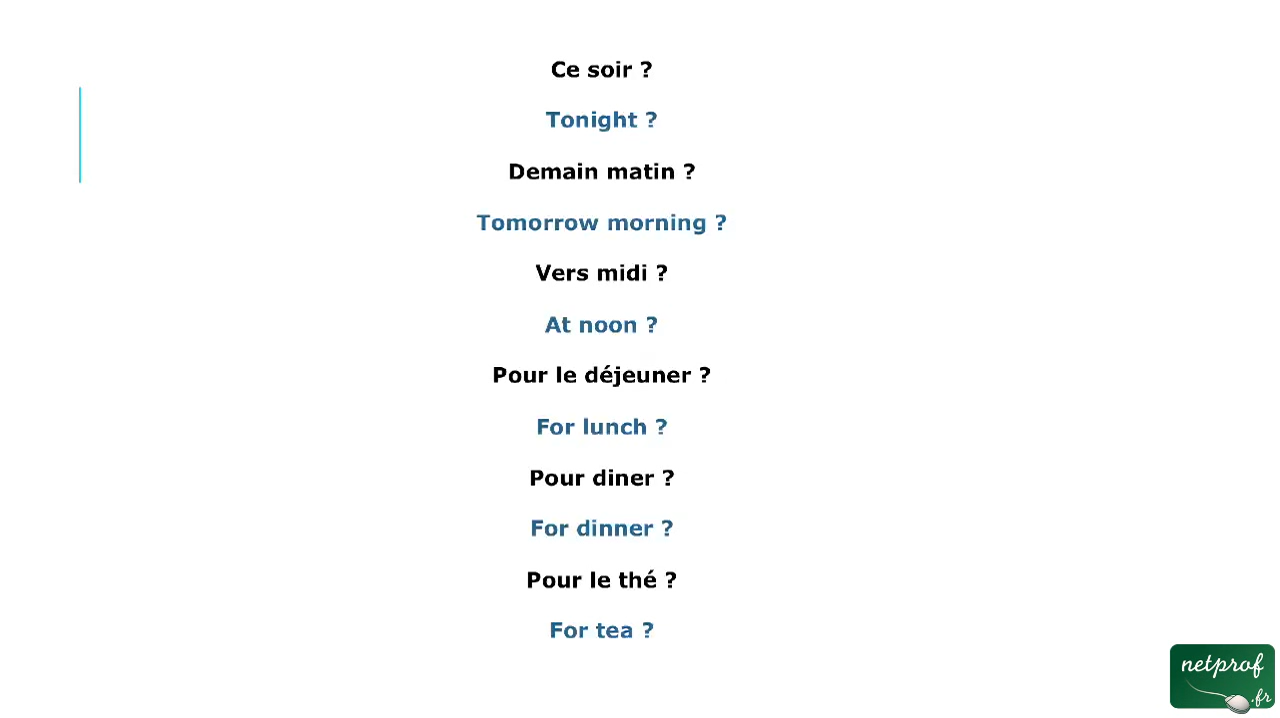 Ce soir ?
Tonight ?
Demain matin ?
Tomorrow morning ?
Vers midi ?
At noon ?
Pour le déjeuner ?
For lunch ?
Pour diner ?
For dinner ?
Pour le thé ?
For tea ?
netprof
.fr